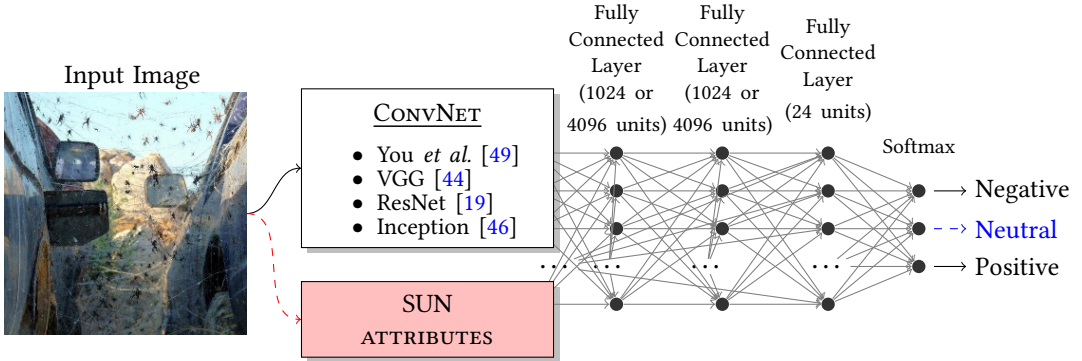 Input Image
CONVNET
• You et al. [49]
• VGG [44]
• ResNet [19]
• Inception [46]
SUN
ATTRIBUTES
Fully
Connected
Layer
(1024 or
4096 units)
Fully
Connected
Layer
(1024 or
4096 units)
Fully
Connected
Layer
(24 units)
Softmax
Negative
Neutral
Positive